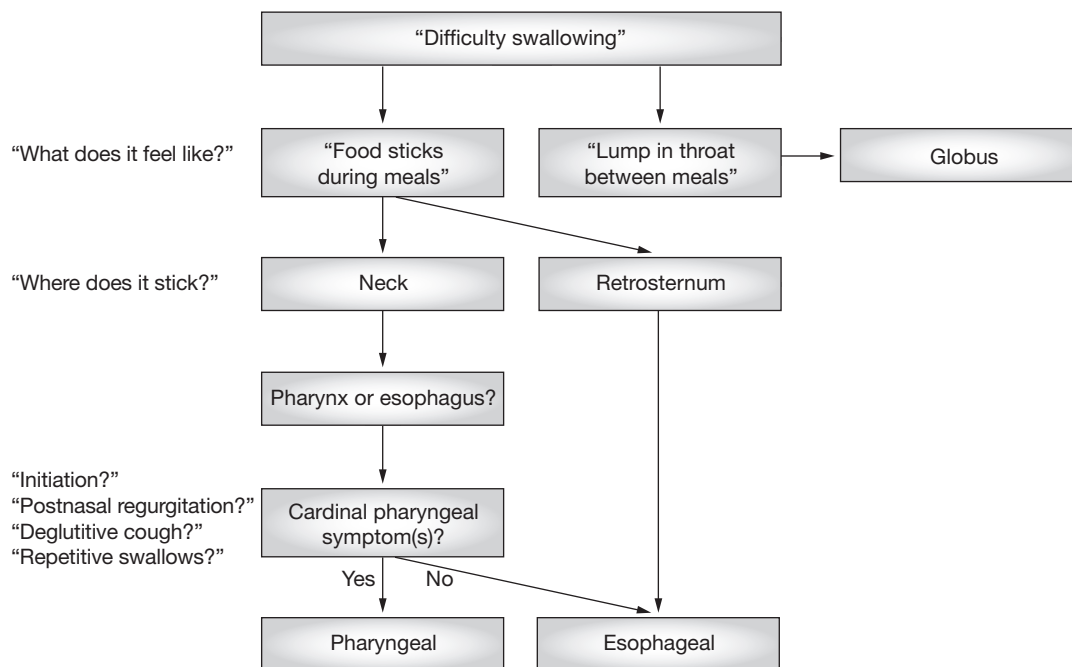 “Difficulty swallowing”
“What does it feel like?”
“Food sticks
during meals”
“Lump in throat
between meals”
Globus
“Where does it stick?”
Neck
Retrosternum
Pharynx or esophagus?
“Initiation?”
“Postnasal regurgitation?”
“Deglutitive cough?”
“Repetitive swallows?”
Cardinal pharyngeal
symptom(s)?
Yes
No
Pharyngeal
Esophageal